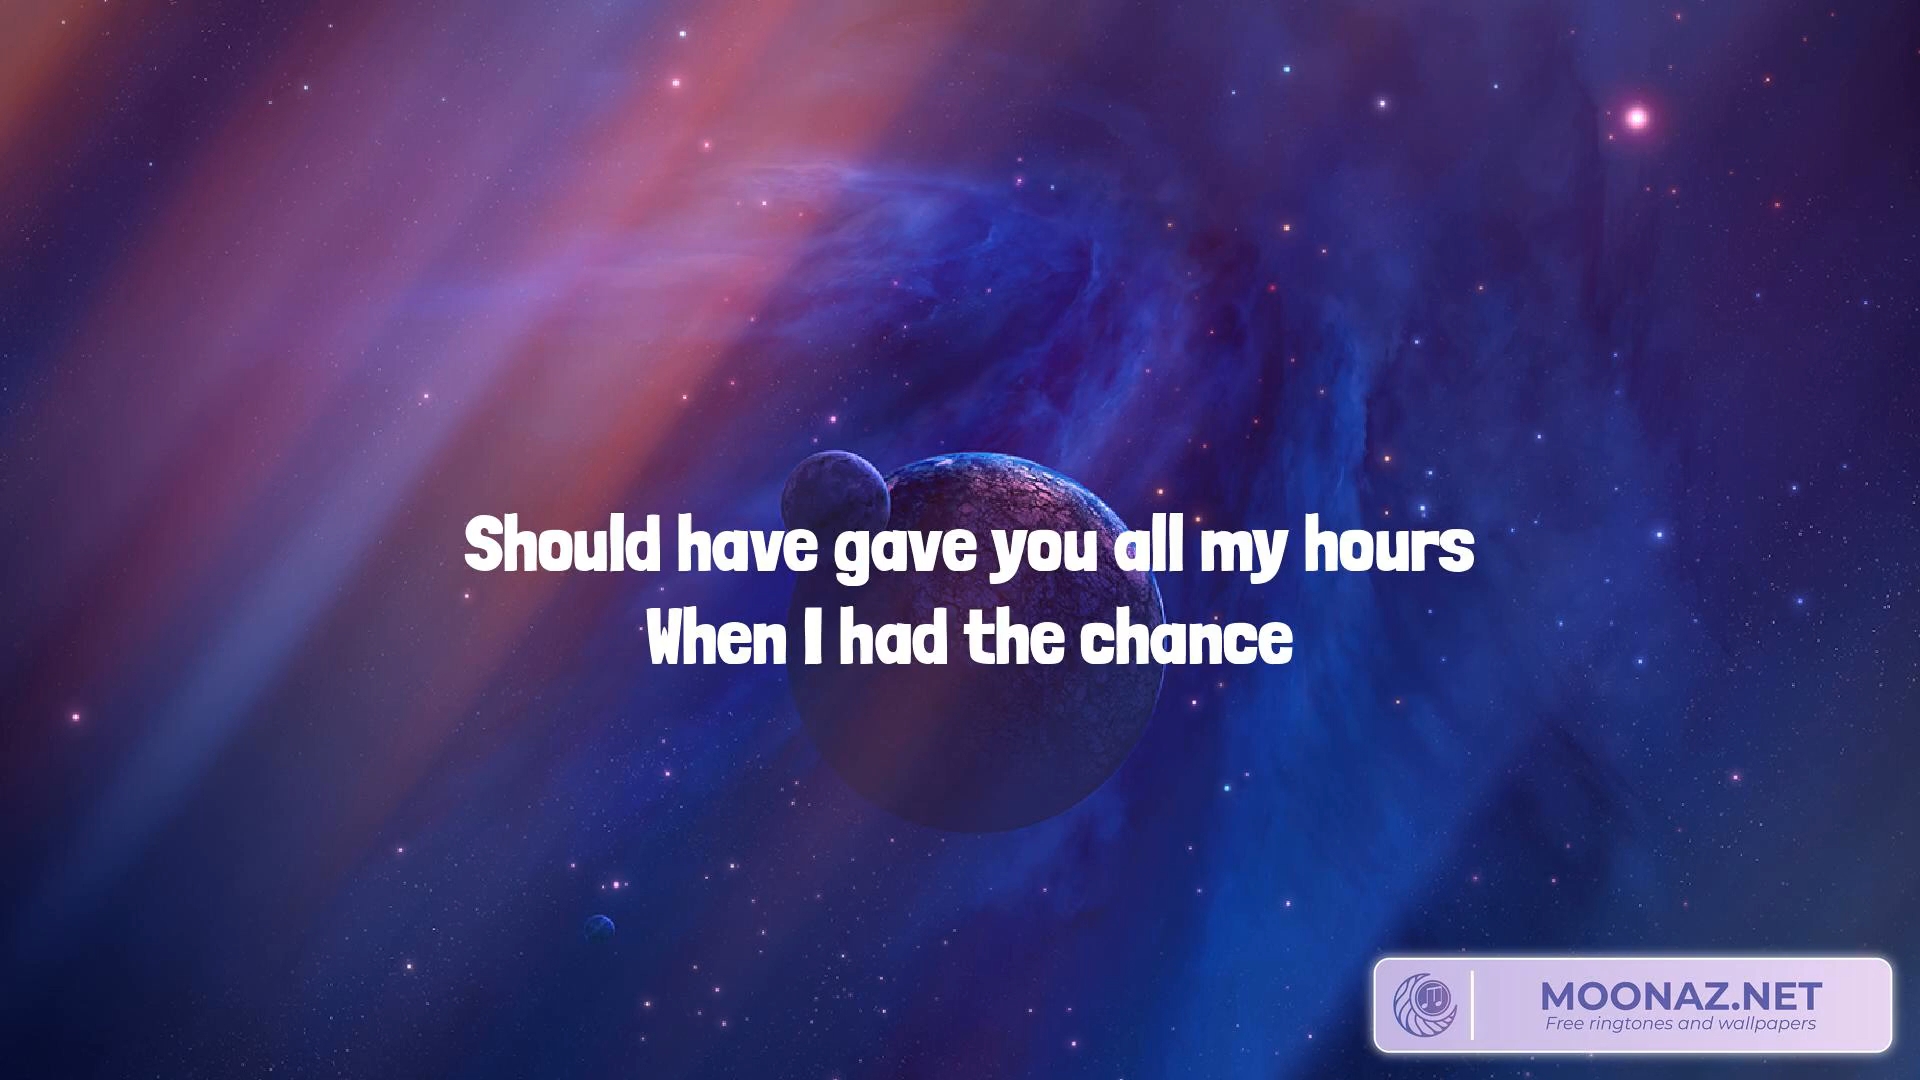 Should have gave you all my hours
When I had the chance
MOONAZ.NET
Free ringtones and wallpapers